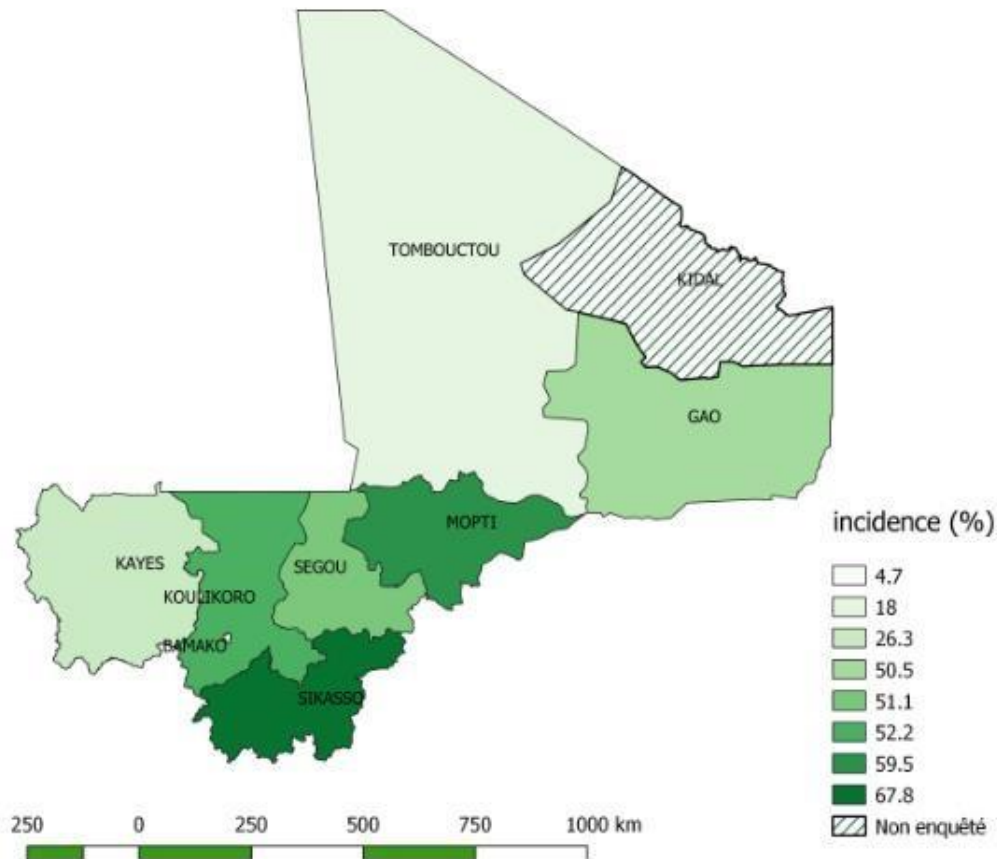 TOMBOUCTOU
KIDAL
GAO
MOPTI
KAYES
SEGOU
KOULIKORO
BAMAKO
SIKASSO
incidence (%)
4.7
18
26.3
50.5
51.1
52.2
59.5
67.8
Non enquêté
250 0 250 500 750 1000 km